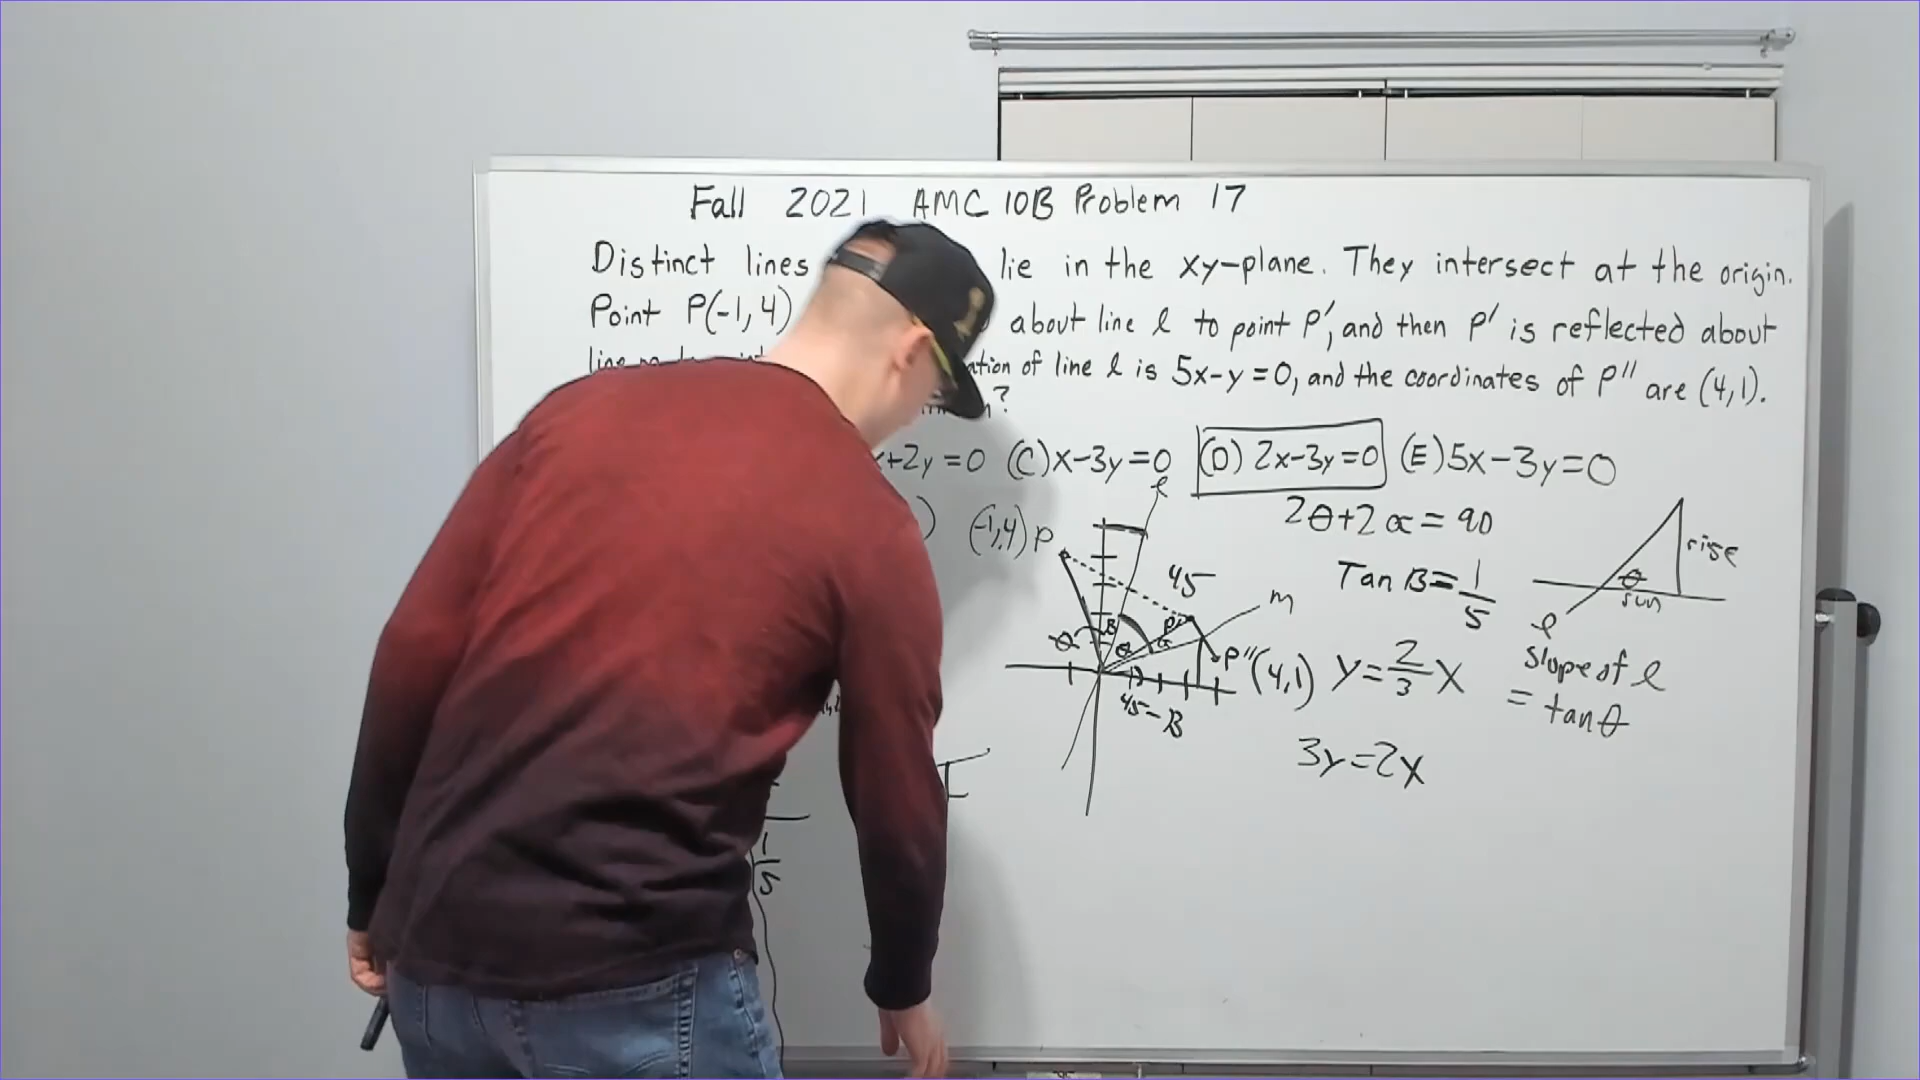 Fall 2021 AMC 10B Problem 17
Distinct lines lie in the xy-plane. They intersect at the origin.
Point P(-1,4) about line ℓ to point P', and then P' is reflected about
line of line ℓ is 5x-y=0, and the coordinates of P'' are (4,1).
?
+2y=0 (C) x-3y=0 (D) 2x-3y=0 (E) 5x-3y=0
ℓ
2θ+2α=90
) (-1,4) P
rise
45
Tan B=1/5
θ
run
m
B
P'
θ
θ
α
ℓ
P'' (4,1)
y=2/3 x
slope of ℓ
= tanθ
45-B
3y=2x
1/5